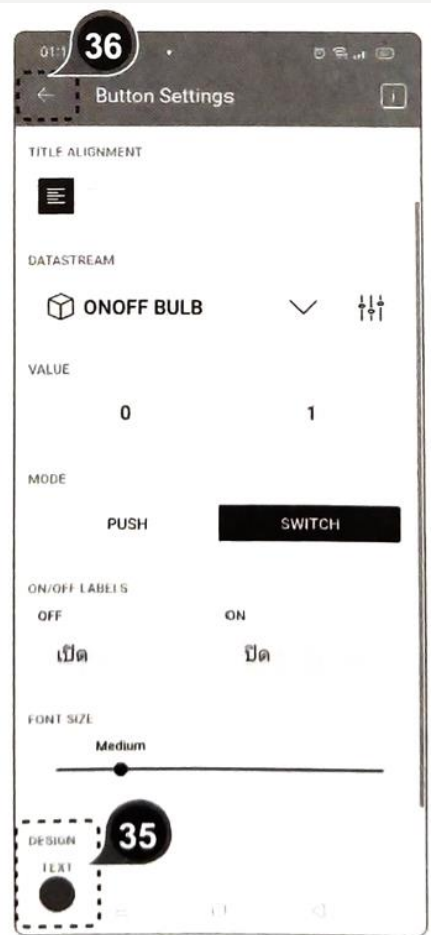 36
Button Settings
TITLE ALIGNMENT
DATASTREAM
ONOFF BULB
VALUE
0 1
MODE
PUSH SWITCH
ON/OFF LABELS
OFF ON
เปิด ปิด
FONT SIZE
Medium
35
DESIGN
TEXT